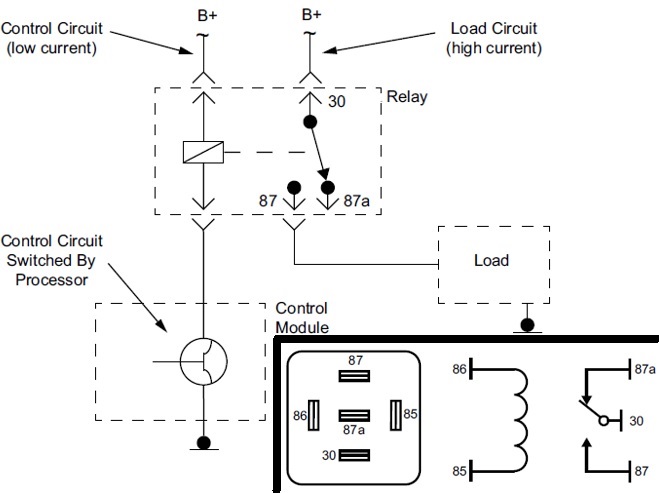 B+
B+
Control Circuit
(low current)
Load Circuit
(high current)
30
Relay
87
87a
Control Circuit
Switched By
Processor
Load
Control
Module
87
86
85
87a
30
86
85
87a
30
87